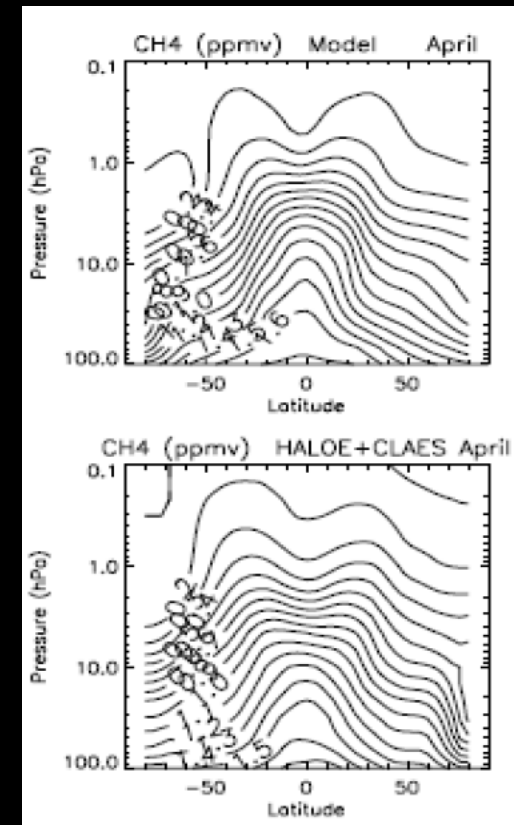 CH4 (ppmv) Model April
0.1
1.0
10.0
100.0
Pressure (hPa)
-50 0 50
Latitude
CH4 (ppmv) HALOE+CLAES April
0.1
1.0
10.0
100.0
Pressure (hPa)
-50 0 50
Latitude